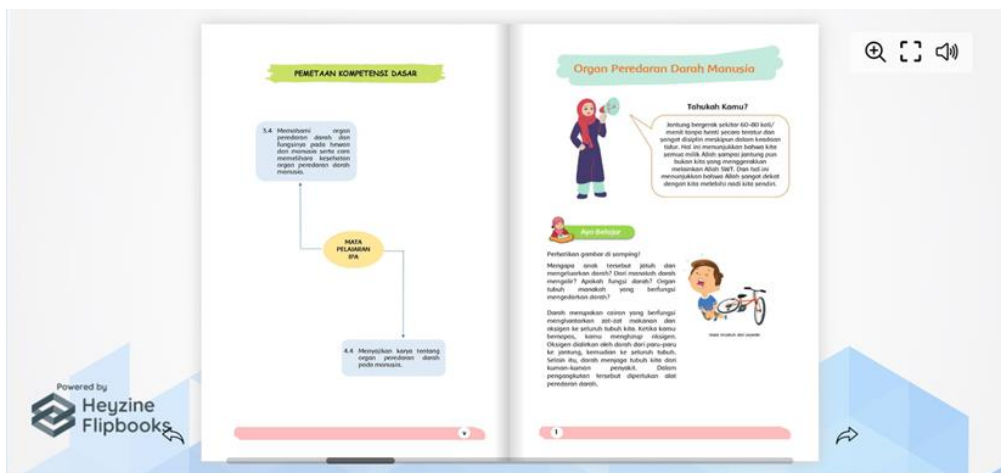 PEMETAAN KOMPETENSI DASAR
3.4 Memahami organ
peredaran darah dan
fungsinya pada hewan
dan manusia serta cara
memelihara kesehatan
organ peredaran darah
manusia.
MATA
PELAJARAN
IPA
4.4 Menyajikan karya tentang
organ peredaran darah
pada manusia.
v
Organ Peredaran Darah Manusia
Tahukah Kamu?
Jantung bergerak sekitar 60-80 kali/
menit tanpa henti secara teratur dan
sangat disiplin meskipun dalam keadaan
tidur. Hal ini menunjukkan bahwa kita
semua milik Allah sampai jantung pun
bukan kita yang menggerakkan
melainkan Allah SWT. Dan hal ini
menunjukkan bahwa Allah sangat dekat
dengan kita melebihi nadi kita sendiri.
Ayo Belajar
Perhatikan gambar di samping!
Mengapa anak tersebut jatuh dan
mengeluarkan darah? Dari manakah darah
mengalir? Apakah fungsi darah? Organ
tubuh manakah yang berfungsi
mengedarkan darah?
Darah merupakan cairan yang berfungsi
menghantarkan zat-zat makanan dan
oksigen ke seluruh tubuh kita. Ketika kamu
bernapas, kamu menghirup oksigen.
Oksigen dialirkan oleh darah dari paru-paru
ke jantung, kemudian ke seluruh tubuh.
Selain itu, darah menjaga tubuh kita dari
kuman-kuman penyakit. Dalam
pengangkutan tersebut diperlukan alat
peredaran darah.
1
Powered by
Heyzine
Flipbooks